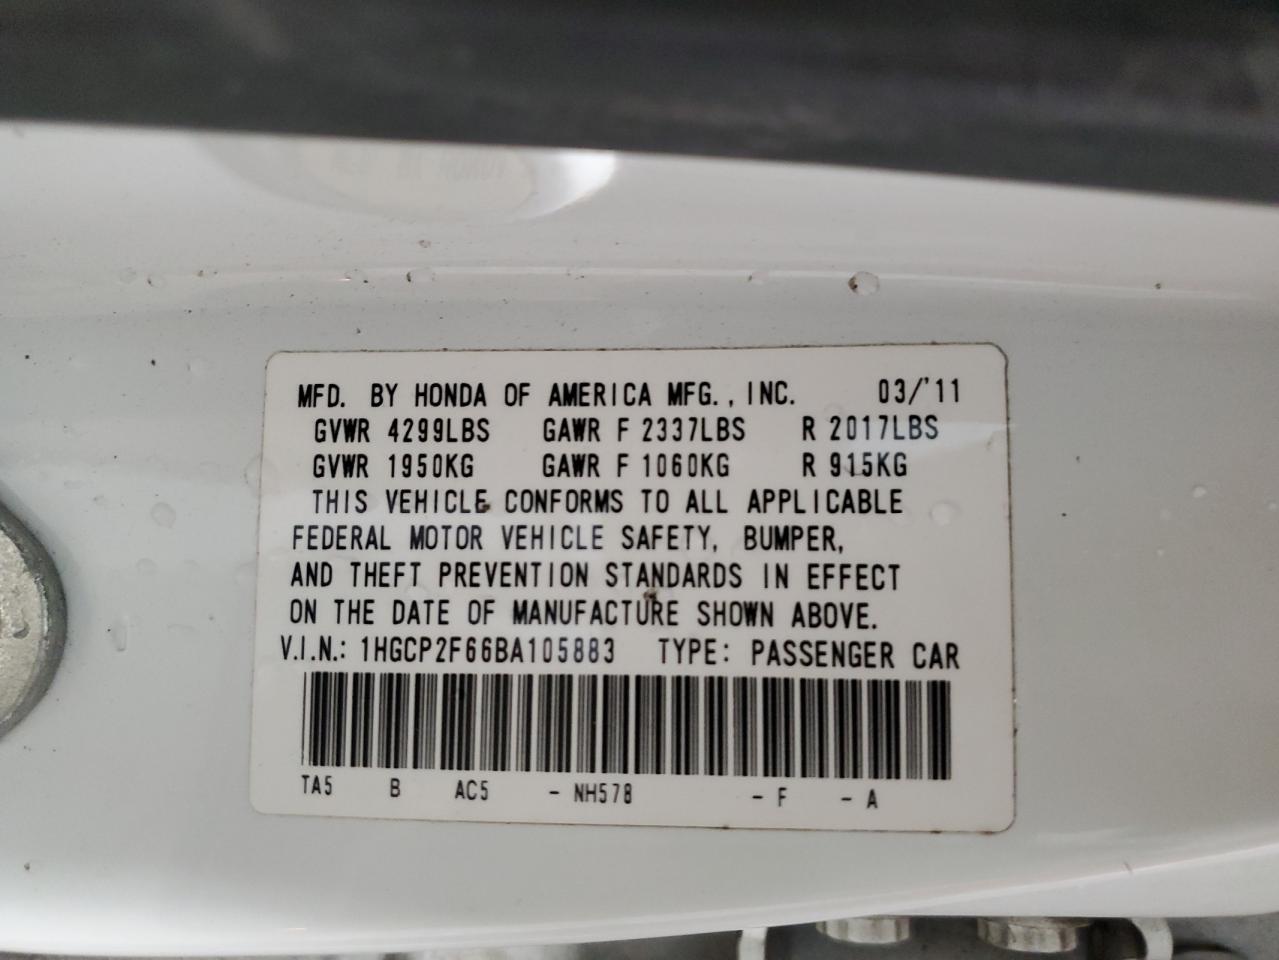 MFD. BY HONDA OF AMERICA MFG., INC. 03/'11
GVWR 4299LBS GAWR F 2337LBS R 2017LBS
GVWR 1950KG GAWR F 1060KG R 915KG
THIS VEHICLE CONFORMS TO ALL APPLICABLE
FEDERAL MOTOR VEHICLE SAFETY, BUMPER,
AND THEFT PREVENTION STANDARDS IN EFFECT
ON THE DATE OF MANUFACTURE SHOWN ABOVE.
V.I.N.: 1HGCP2F66BA105883 TYPE: PASSENGER CAR
TA5 B AC5 - NH578 - F - A